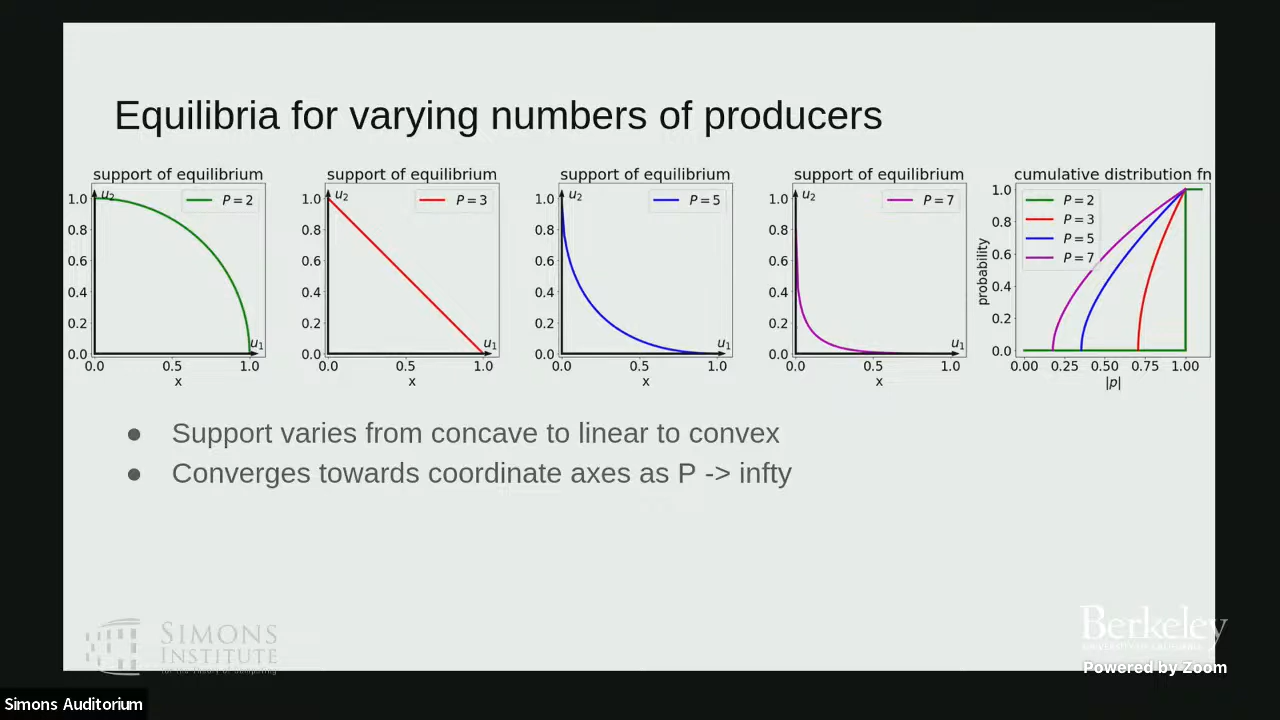 Equilibria for varying numbers of producers
support of equilibrium
1.0
0.8
0.6
0.4
0.2
0.0
u₂
P = 2
u₁
0.0 0.5 1.0
x
support of equilibrium
1.0
0.8
0.6
0.4
0.2
0.0
u₂
P = 3
u₁
0.0 0.5 1.0
x
support of equilibrium
1.0
0.8
0.6
0.4
0.2
0.0
u₂
P = 5
u₁
0.0 0.5 1.0
x
support of equilibrium
1.0
0.8
0.6
0.4
0.2
0.0
u₂
P = 7
u₁
0.0 0.5 1.0
x
cumulative distribution fn
probability
1.0
0.8
0.6
0.4
0.2
0.0
P = 2
P = 3
P = 5
P = 7
0.00 0.25 0.50 0.75 1.00
|p|
● Support varies from concave to linear to convex
● Converges towards coordinate axes as P -> infty
SIMONS
INSTITUTE
for the Theory of Computing
Berkeley
UNIVERSITY OF CALIFORNIA
Powered by Zoom
Simons Auditorium